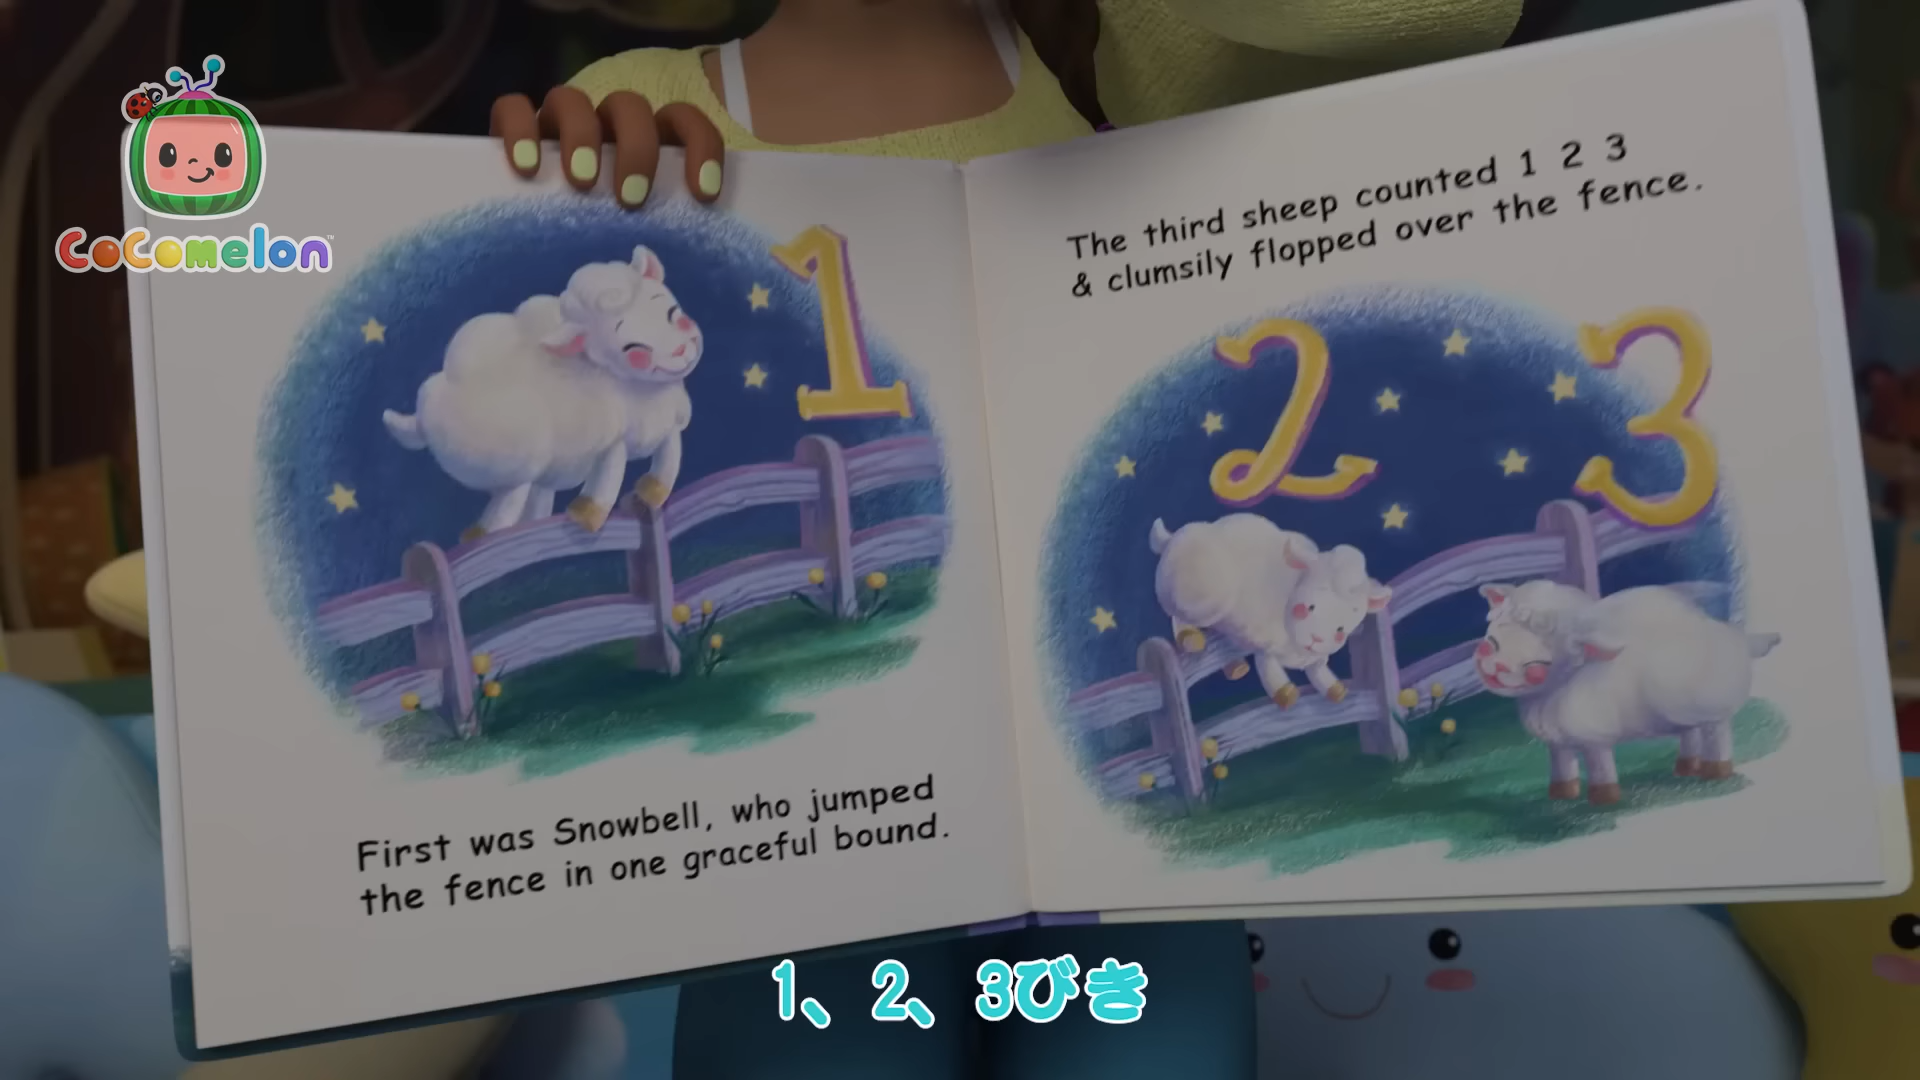 CoCoMelon™
1
First was Snowbell, who jumped
the fence in one graceful bound.
The third sheep counted 1 2 3
& clumsily flopped over the fence.
2 3
1、2、3びき